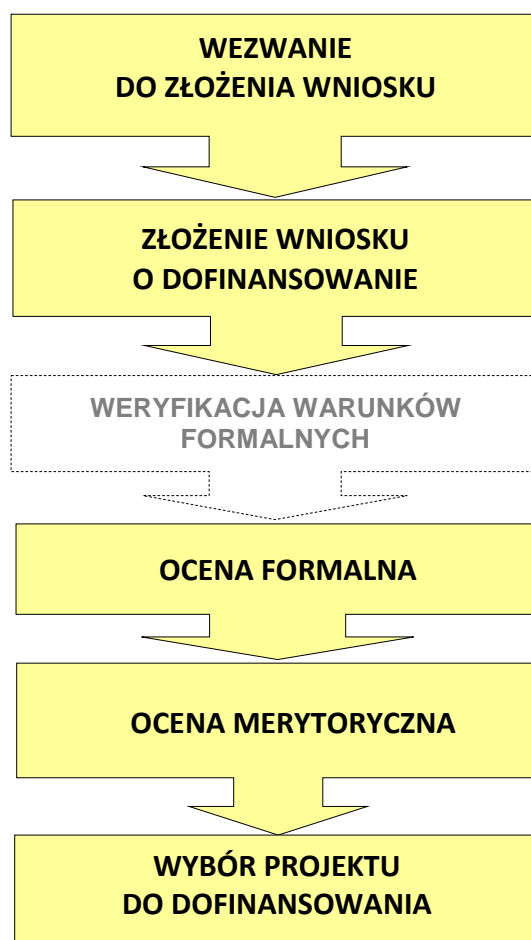 WEZWANIE
DO ZŁOŻENIA WNIOSKU
ZŁOŻENIE WNIOSKU
O DOFINANSOWANIE
WERYFIKACJA WARUNKÓW
FORMALNYCH
OCENA FORMALNA
OCENA MERYTORYCZNA
WYBÓR PROJEKTU
DO DOFINANSOWANIA